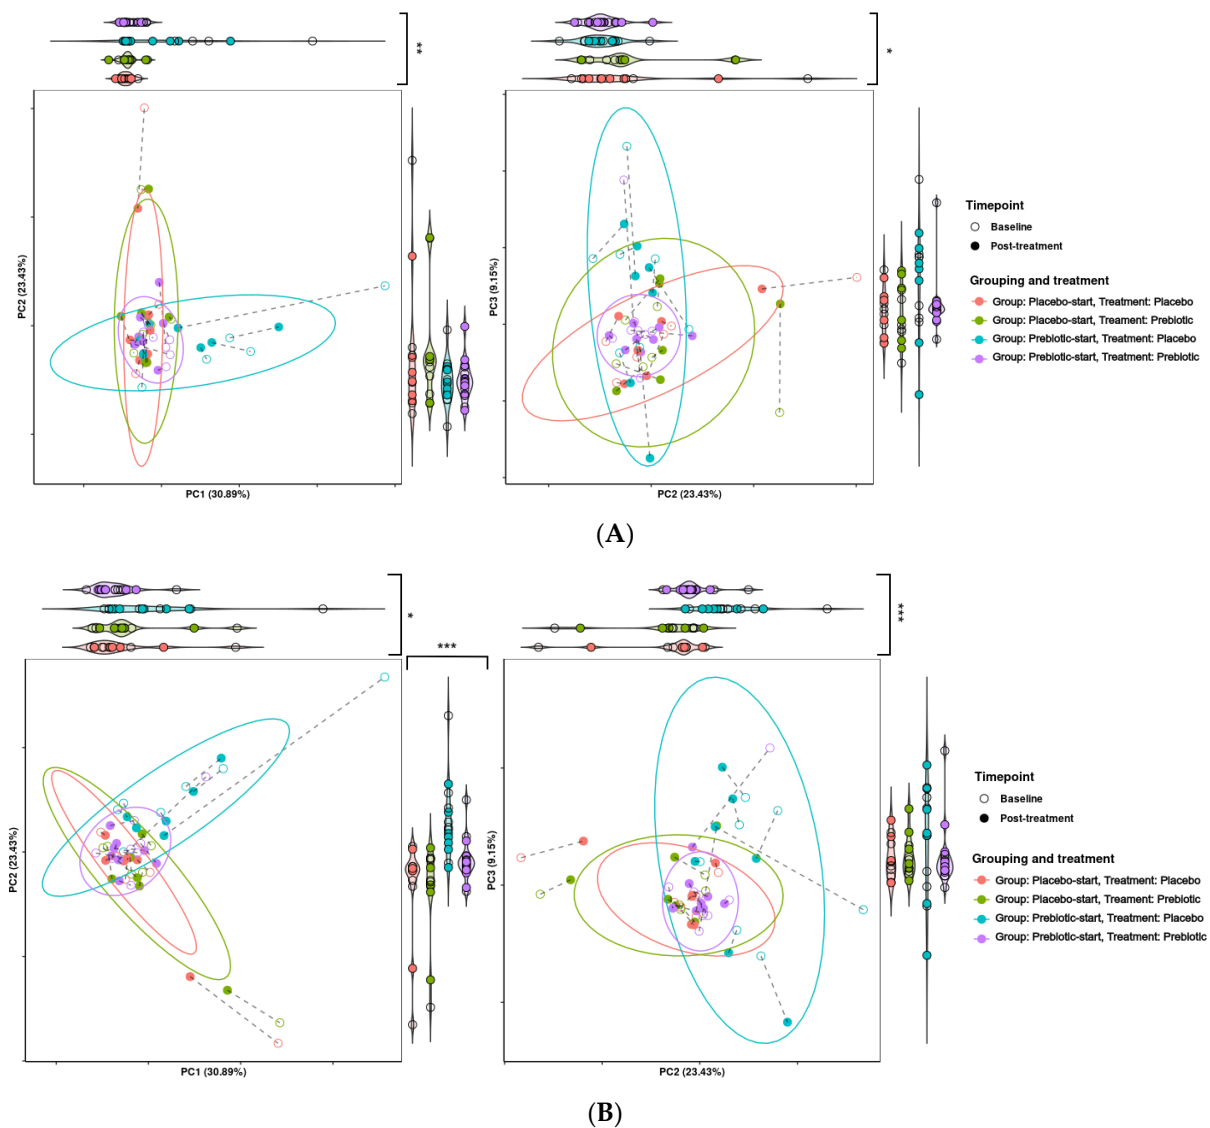 **
*
PC2 (23.43%)
PC1 (30.89%)
PC3 (9.15%)
PC2 (23.43%)
Timepoint
Baseline
Post-treatment
Grouping and treatment
Group: Placebo-start, Treatment: Placebo
Group: Placebo-start, Treament: Prebiotic
Group: Prebiotic-start, Treatment: Placebo
Group: Prebiotic-start, Treatment: Prebiotic
(A)
*
***
***
PC2 (23.43%)
PC1 (30.89%)
PC3 (9.15%)
PC2 (23.43%)
Timepoint
Baseline
Post-treatment
Grouping and treatment
Group: Placebo-start, Treatment: Placebo
Group: Placebo-start, Treament: Prebiotic
Group: Prebiotic-start, Treatment: Placebo
Group: Prebiotic-start, Treatment: Prebiotic
(B)